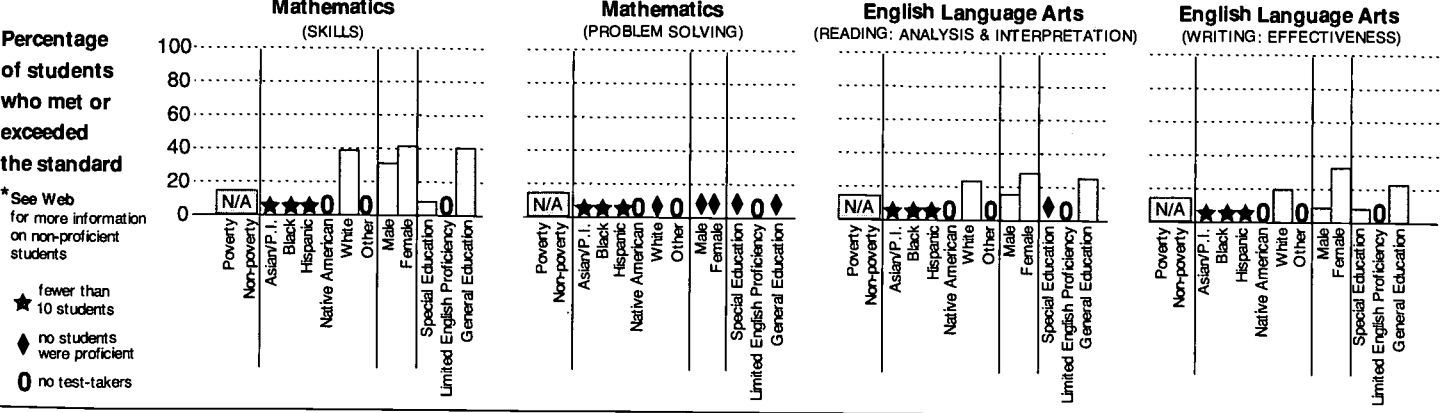 Mathematics
(SKILLS)
Mathematics
(PROBLEM SOLVING)
English Language Arts
(READING: ANALYSIS & INTERPRETATION)
English Language Arts
(WRITING: EFFECTIVENESS)
Percentage
of students
who met or
exceeded
the standard
*See Web
for more information
on non-proficient
students
★ fewer than
10 students
♦ no students
were proficient
0 no test-takers
100
80
60
40
20
0
N/A
0
0
0
Poverty
Non-poverty
Asian/P.I.
Black
Hispanic
Native American
White
Other
Male
Female
Special Education
Limited English Proficiency
General Education
N/A
0
0
0
Poverty
Non-poverty
Asian/P.I.
Black
Hispanic
Native American
White
Other
Male
Female
Special Education
Limited English Proficiency
General Education
N/A
0
0
0
Poverty
Non-poverty
Asian/P.I.
Black
Hispanic
Native American
White
Other
Male
Female
Special Education
Limited English Proficiency
General Education
N/A
0
0
0
Poverty
Non-poverty
Asian/P.I.
Black
Hispanic
Native American
White
Other
Male
Female
Special Education
Limited English Proficiency
General Education